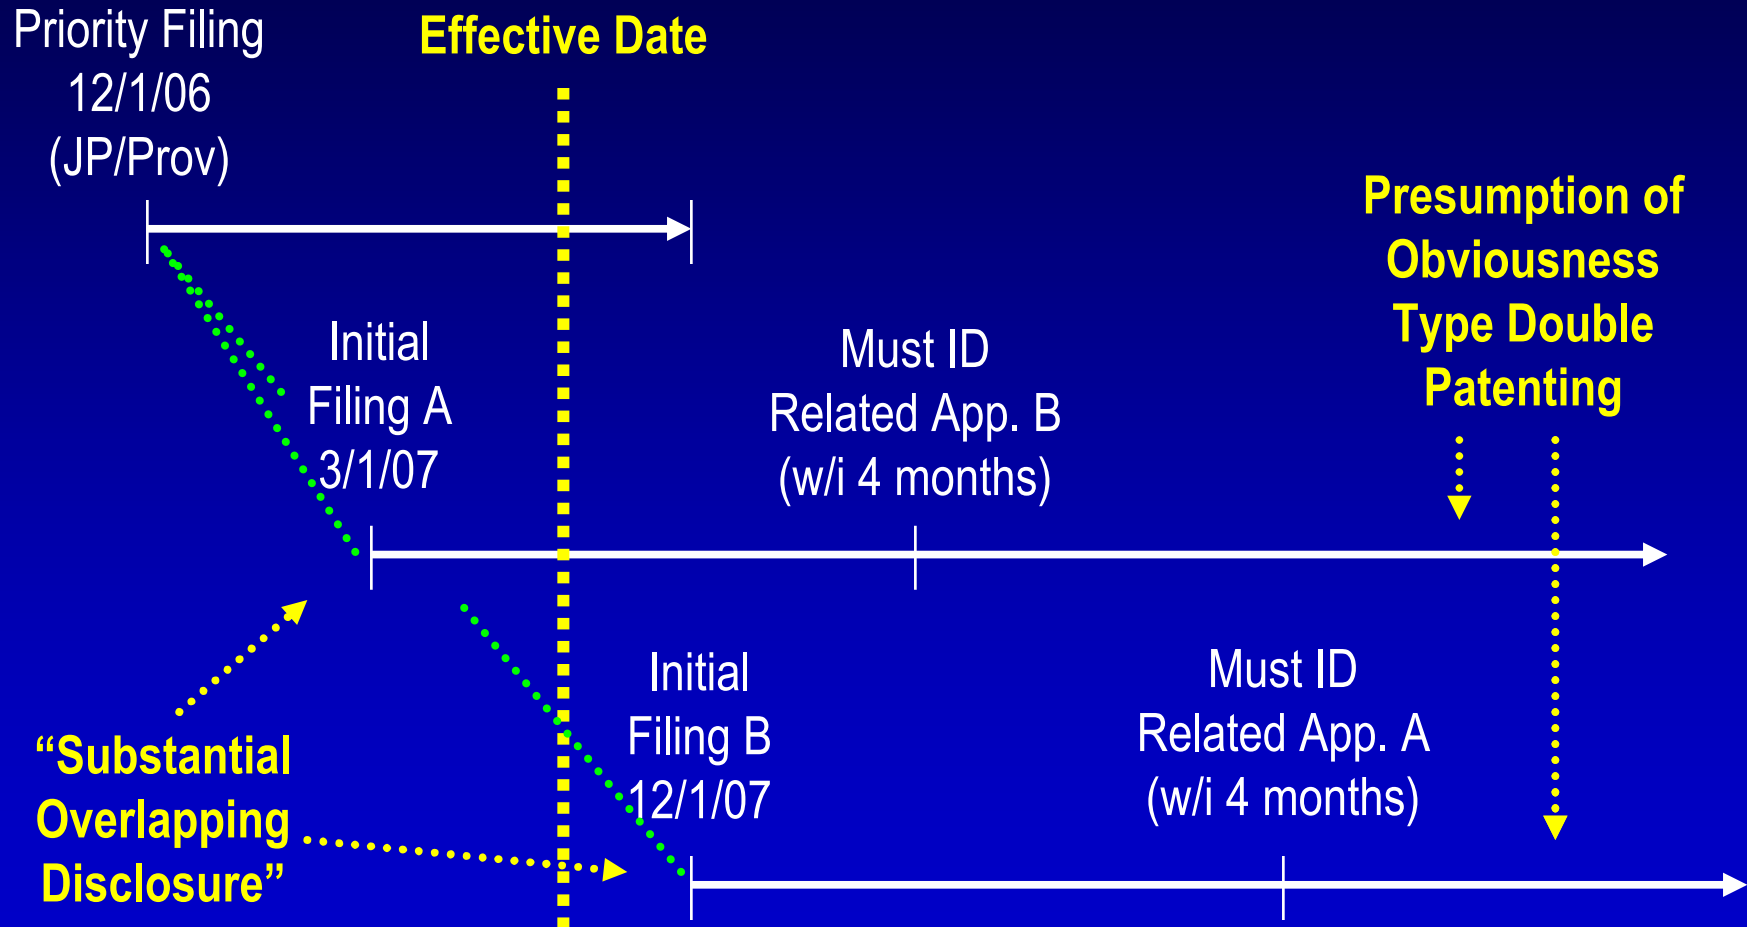 Priority Filing
12/1/06
(JP/Prov)
Effective Date
Presumption of
Obviousness
Type Double
Patenting
Initial
Filing A
3/1/07
Must ID
Related App. B
(w/i 4 months)
“Substantial
Overlapping
Disclosure”
Initial
Filing B
12/1/07
Must ID
Related App. A
(w/i 4 months)